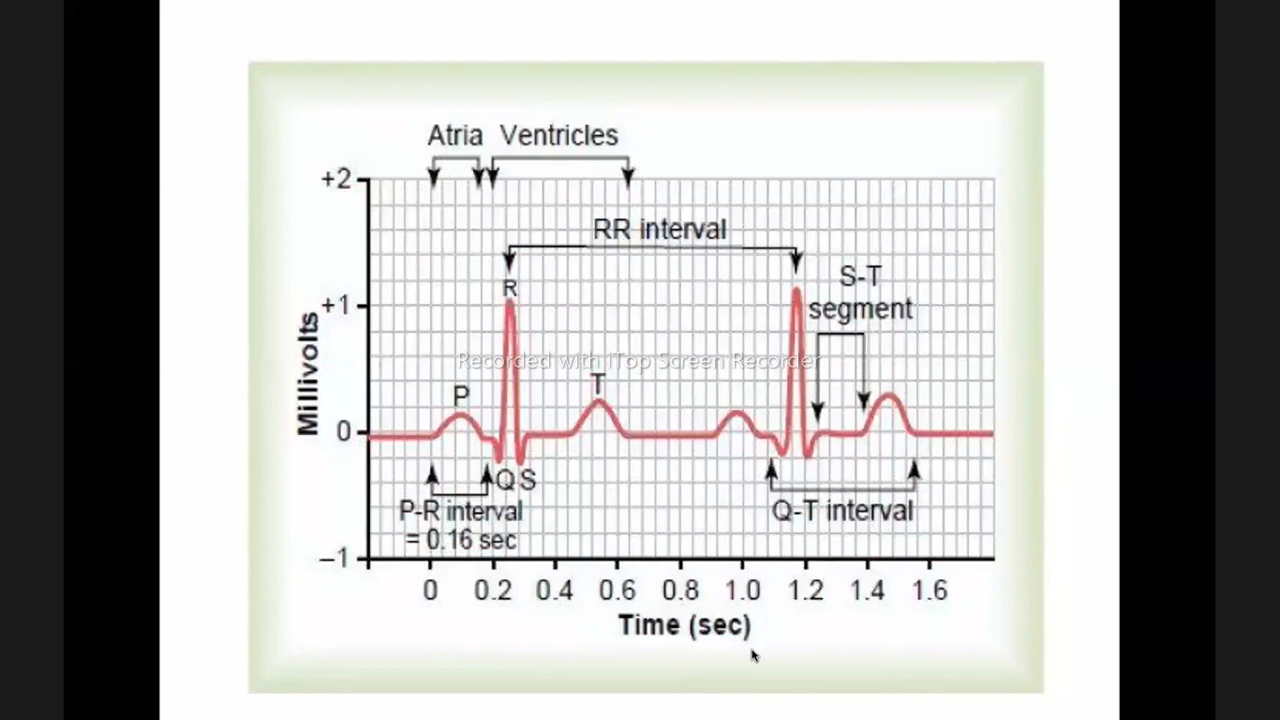 Atria Ventricles
+2
RR interval
R
S-T
segment
+1
Millivolts
Recorded with iTop Screen Recorder
P
T
0
Q S
P-R interval
= 0.16 sec
Q-T interval
–1
0 0.2 0.4 0.6 0.8 1.0 1.2 1.4 1.6
Time (sec)